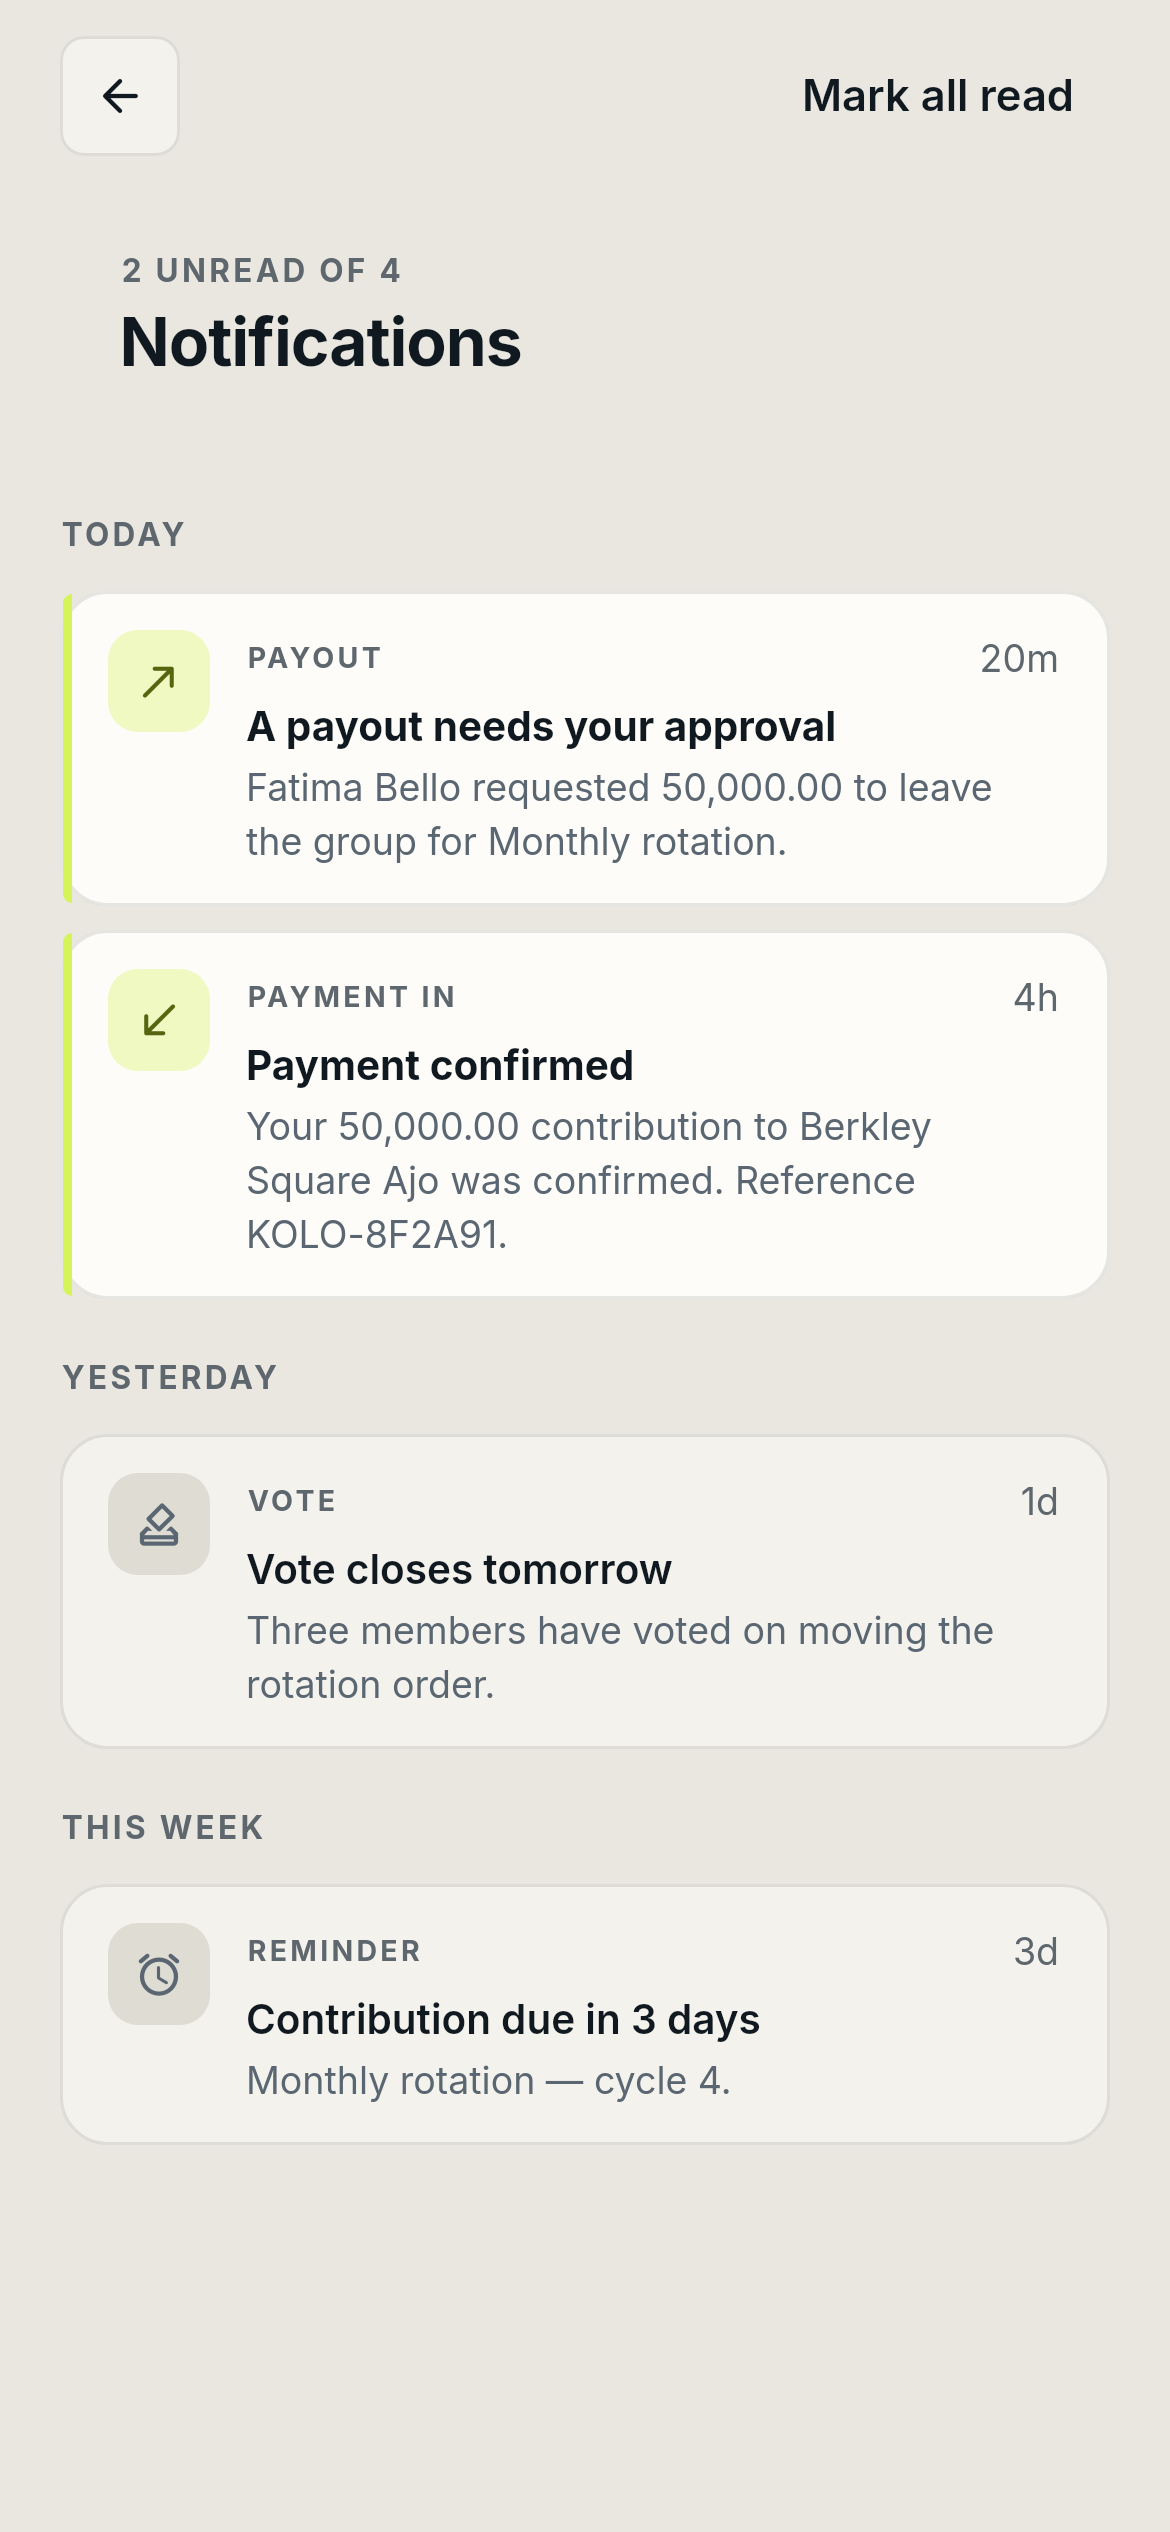 Mark all read
2 UNREAD OF 4
Notifications
TODAY
PAYOUT
20m
A payout needs your approval
Fatima Bello requested 50,000.00 to leave
the group for Monthly rotation.
PAYMENT IN
4h
Payment confirmed
Your 50,000.00 contribution to Berkley
Square Ajo was confirmed. Reference
KOLO-8F2A91.
YESTERDAY
VOTE
1d
Vote closes tomorrow
Three members have voted on moving the
rotation order.
THIS WEEK
REMINDER
3d
Contribution due in 3 days
Monthly rotation — cycle 4.